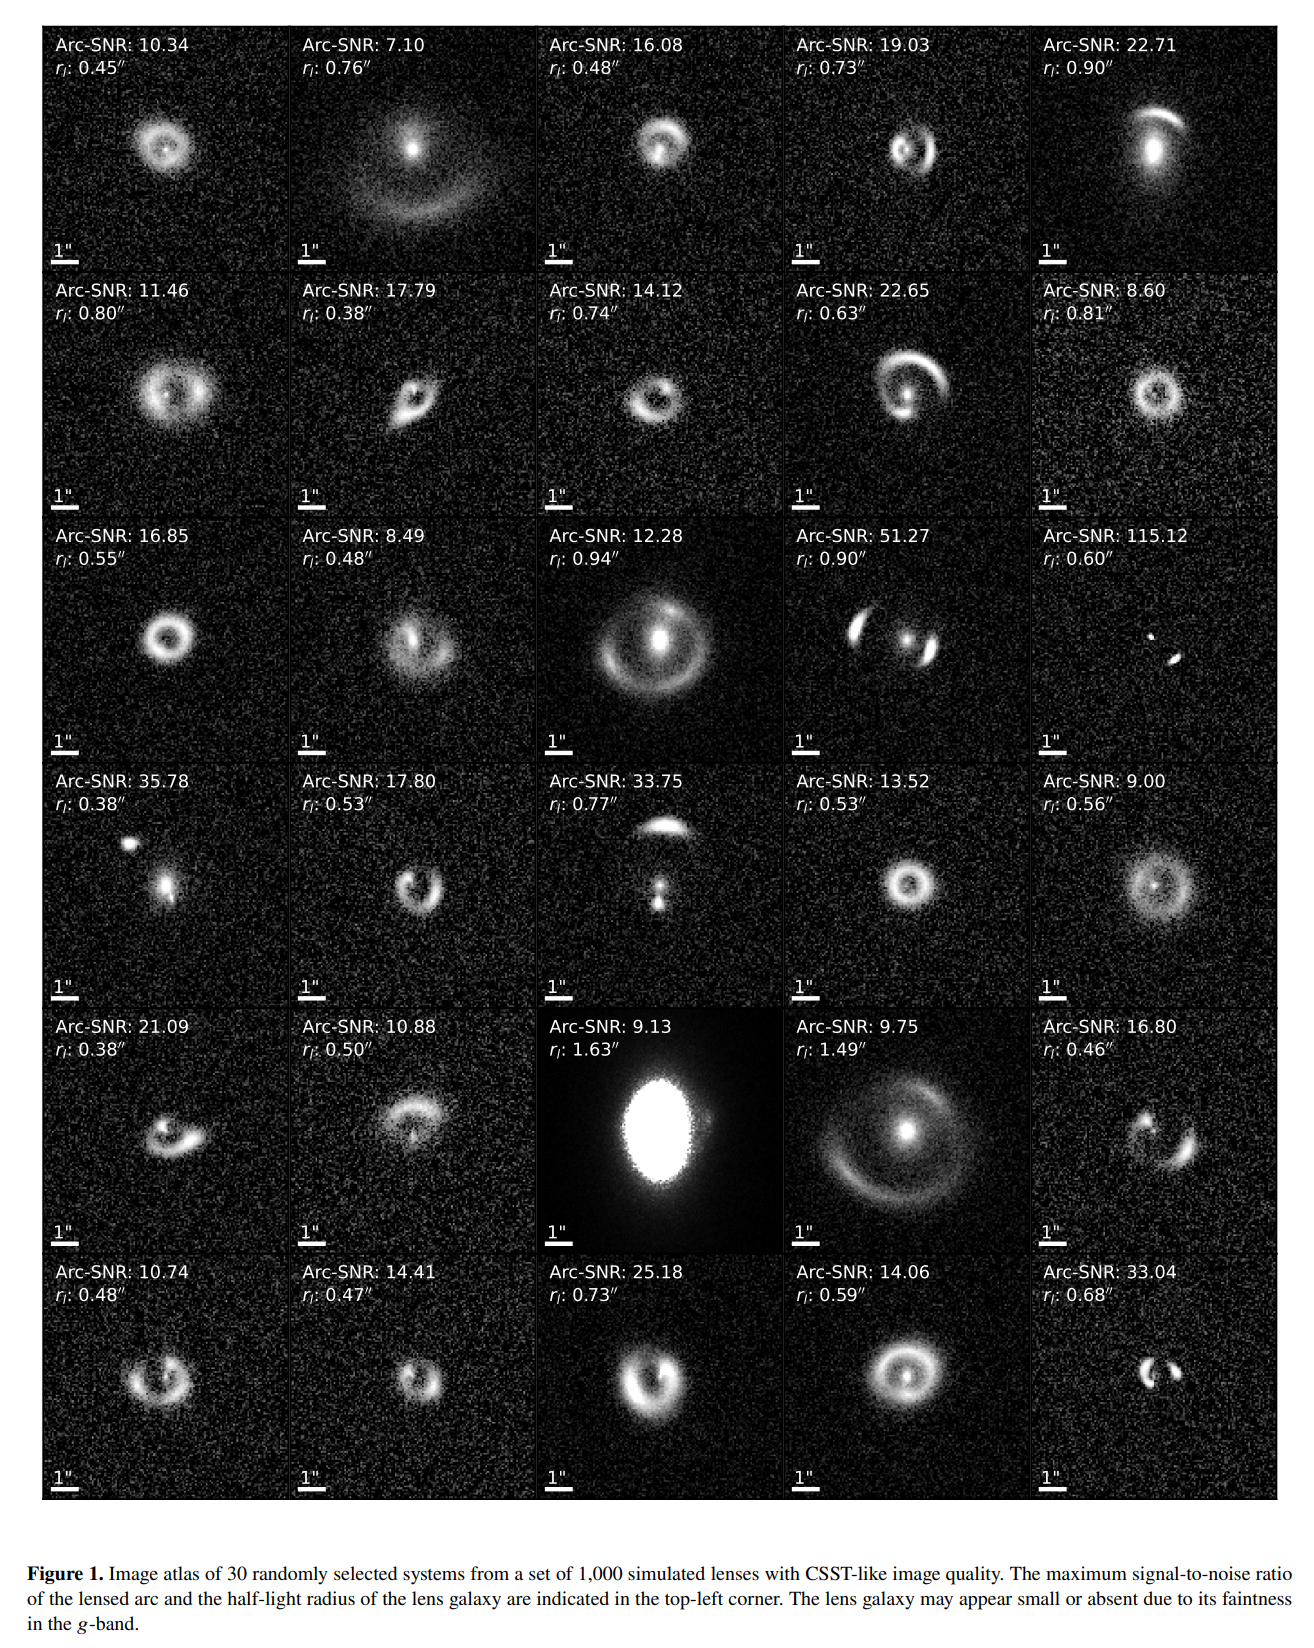 Arc-SNR: 10.34
r_l: 0.45″
1"
Arc-SNR: 7.10
r_l: 0.76″
1"
Arc-SNR: 16.08
r_l: 0.48″
1"
Arc-SNR: 19.03
r_l: 0.73″
1"
Arc-SNR: 22.71
r_l: 0.90″
1"
Arc-SNR: 11.46
r_l: 0.80″
1"
Arc-SNR: 17.79
r_l: 0.38″
1"
Arc-SNR: 14.12
r_l: 0.74″
1"
Arc-SNR: 22.65
r_l: 0.63″
1"
Arc-SNR: 8.60
r_l: 0.81″
1"
Arc-SNR: 16.85
r_l: 0.55″
1"
Arc-SNR: 8.49
r_l: 0.48″
1"
Arc-SNR: 12.28
r_l: 0.94″
1"
Arc-SNR: 51.27
r_l: 0.90″
1"
Arc-SNR: 115.12
r_l: 0.60″
1"
Arc-SNR: 35.78
r_l: 0.38″
1"
Arc-SNR: 17.80
r_l: 0.53″
1"
Arc-SNR: 33.75
r_l: 0.77″
1"
Arc-SNR: 13.52
r_l: 0.53″
1"
Arc-SNR: 9.00
r_l: 0.56″
1"
Arc-SNR: 21.09
r_l: 0.38″
1"
Arc-SNR: 10.88
r_l: 0.50″
1"
Arc-SNR: 9.13
r_l: 1.63″
1"
Arc-SNR: 9.75
r_l: 1.49″
1"
Arc-SNR: 16.80
r_l: 0.46″
1"
Arc-SNR: 10.74
r_l: 0.48″
1"
Arc-SNR: 14.41
r_l: 0.47″
1"
Arc-SNR: 25.18
r_l: 0.73″
1"
Arc-SNR: 14.06
r_l: 0.59″
1"
Arc-SNR: 33.04
r_l: 0.68″
1"
Figure 1. Image atlas of 30 randomly selected systems from a set of 1,000 simulated lenses with CSST-like image quality. The maximum signal-to-noise ratio
of the lensed arc and the half-light radius of the lens galaxy are indicated in the top-left corner. The lens galaxy may appear small or absent due to its faintness
in the g-band.